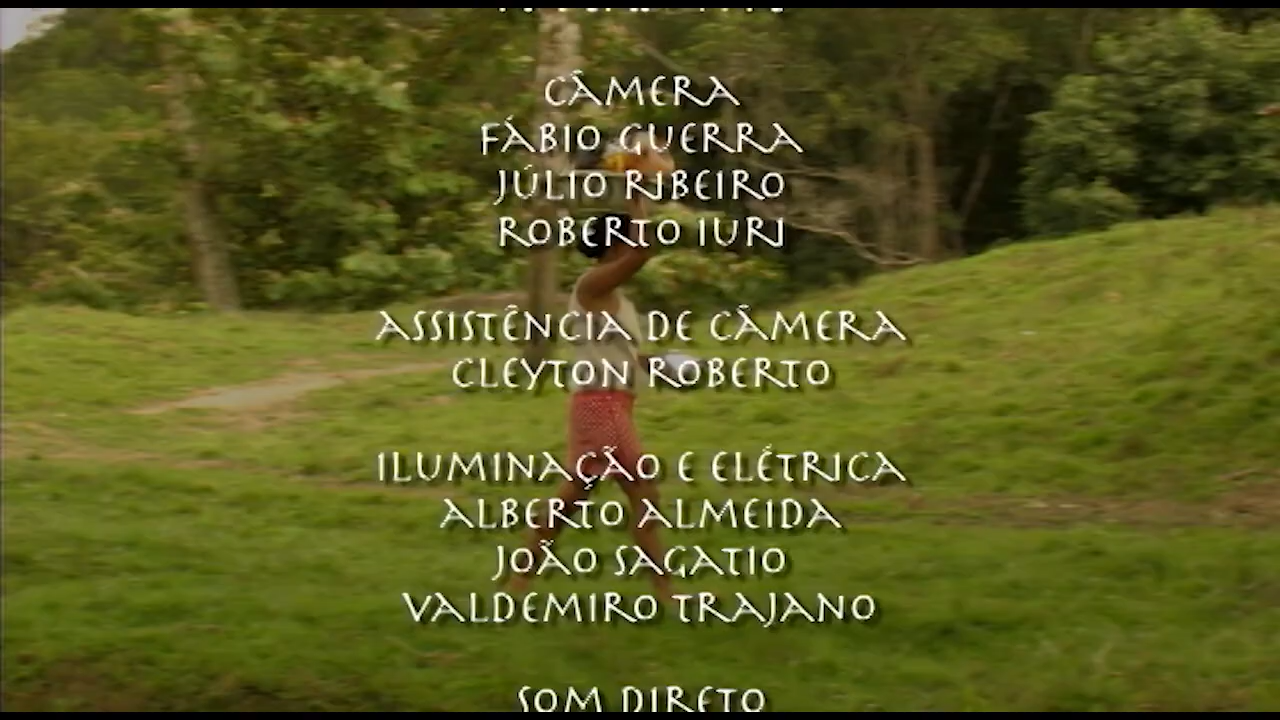 CÂMERA
FÁBIO GUERRA
JÚLIO RIBEIRO
ROBERTO IURI
ASSISTÊNCIA DE CÂMERA
CLEYTON ROBERTO
ILUMINAÇÃO E ELÉTRICA
ALBERTO ALMEIDA
JOÃO SAGATIO
VALDEMIRO TRAJANO
SOM DIRETO